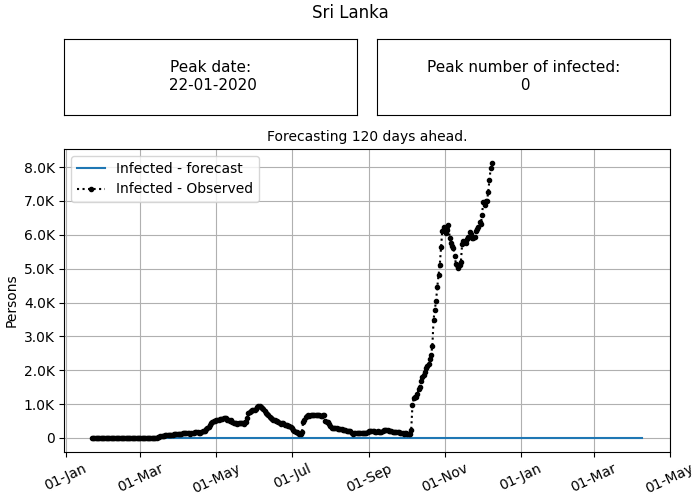 Sri Lanka
Peak date:
22-01-2020
Peak number of infected:
0
Forecasting 120 days ahead.
Infected - forecast
Infected - Observed
8.0K
7.0K
6.0K
5.0K
4.0K
3.0K
2.0K
1.0K
0
Persons
01-Jan
01-Mar
01-May
01-Jul
01-Sep
01-Nov
01-Jan
01-Mar
01-May